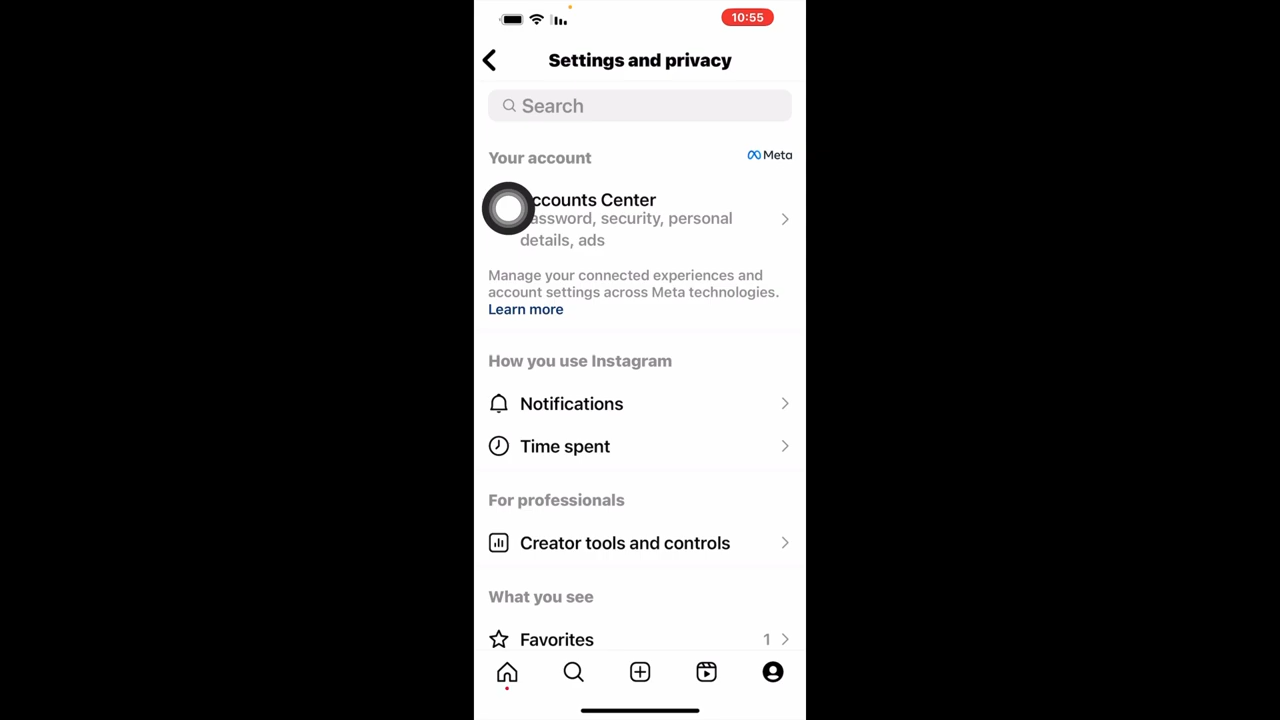 10:55
Settings and privacy
Search
Your account
Meta
ccounts Center
assword, security, personal
details, ads
Manage your connected experiences and
account settings across Meta technologies.
Learn more
How you use Instagram
Notifications
Time spent
For professionals
Creator tools and controls
What you see
Favorites
1